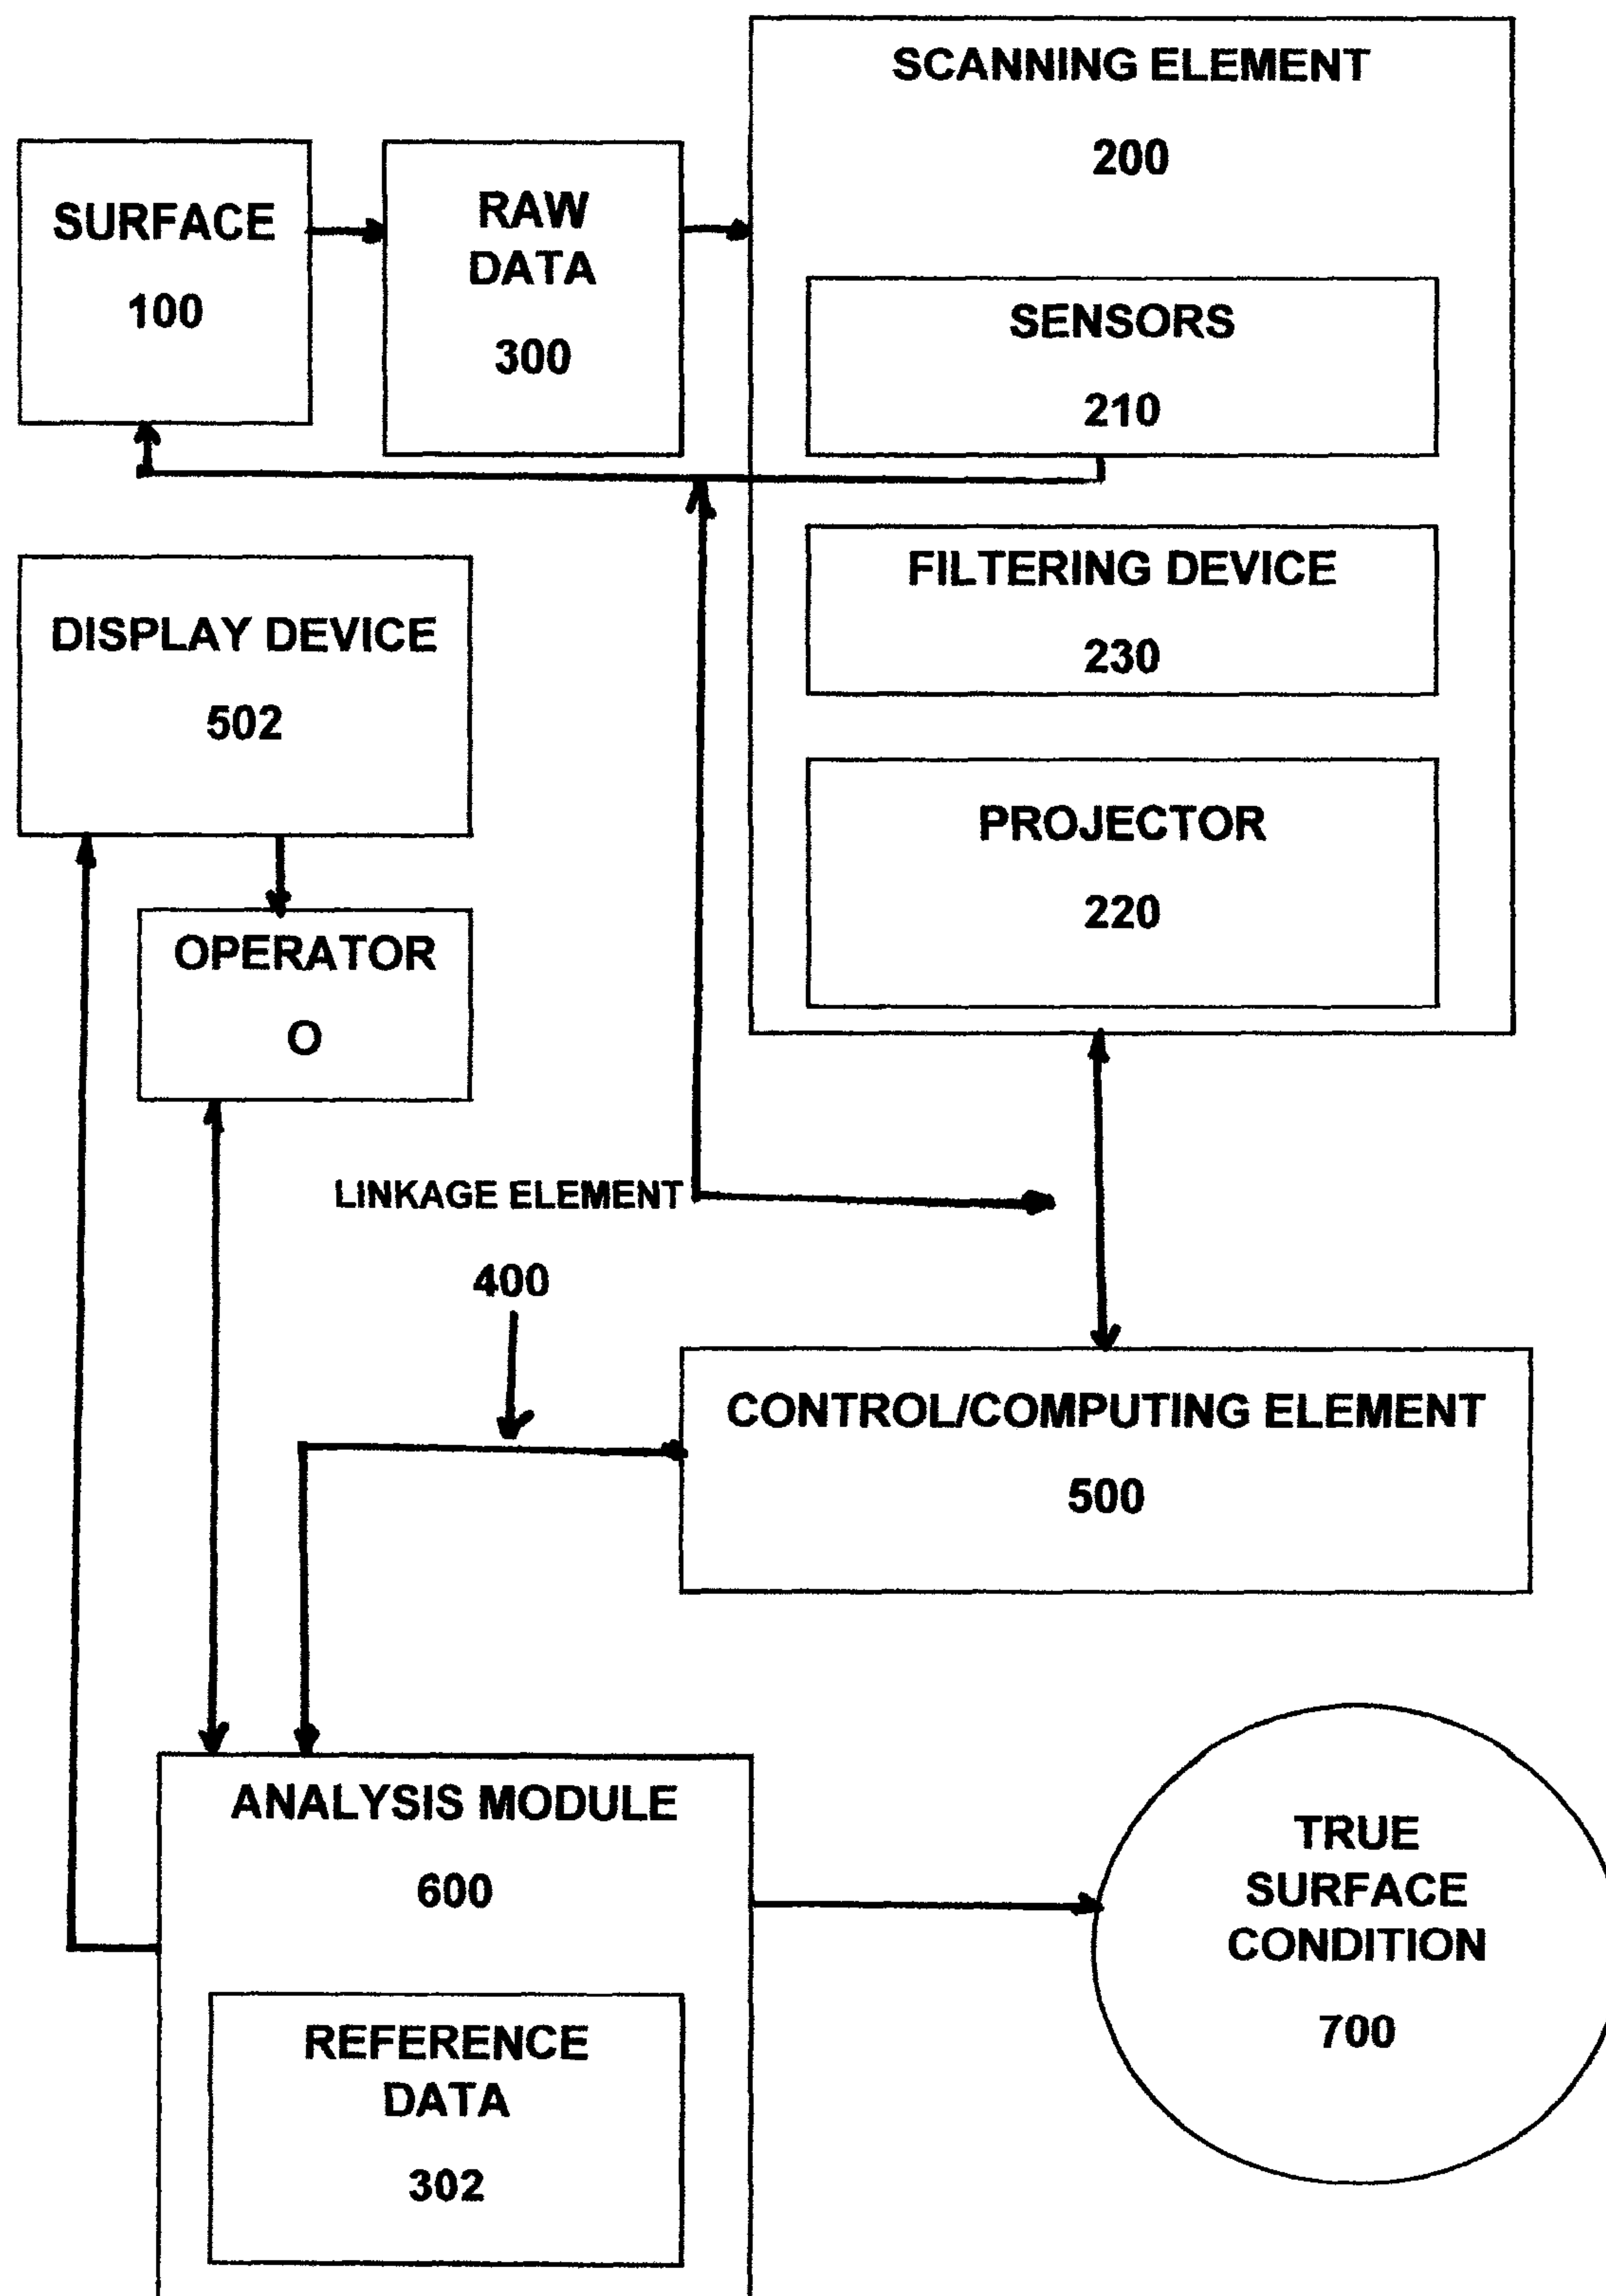 SCANNING ELEMENT
200
SURFACE
100
RAW
DATA
300
SENSORS
210
FILTERING DEVICE
230
DISPLAY DEVICE
502
PROJECTOR
220
OPERATOR
O
LINKAGE ELEMENT
400
CONTROL/COMPUTING ELEMENT
500
ANALYSIS MODULE
600
TRUE
SURFACE
CONDITION
700
REFERENCE
DATA
302